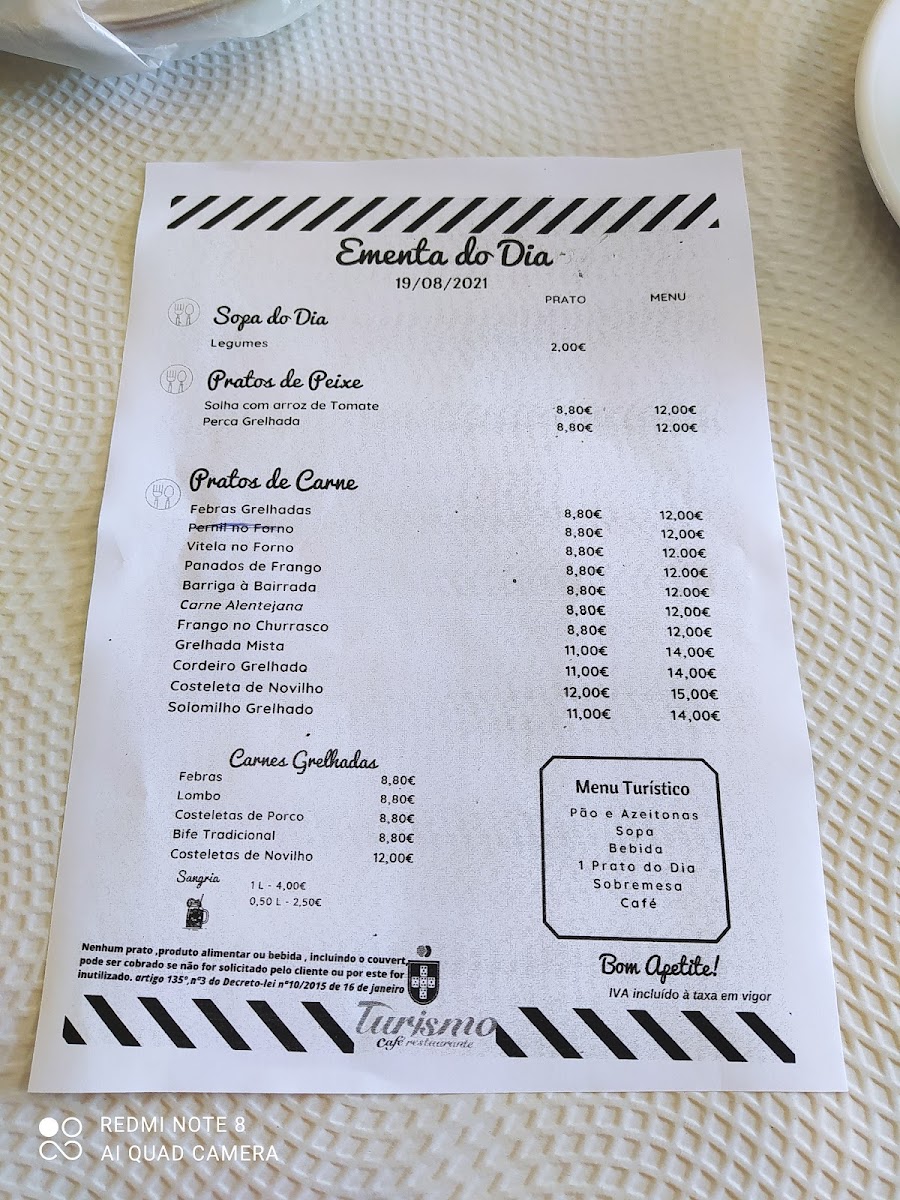 Ementa do Dia
19/08/2021
PRATO MENU
Sopa do Dia
Legumes 2,00€
Pratos de Peixe
Solha com arroz de Tomate 8,80€ 12,00€
Perca Grelhada 8,80€ 12.00€
Pratos de Carne
Febras Grelhadas 8,80€ 12,00€
Pernil no Forno 8,80€ 12,00€
Vitela no Forno 8,80€ 12.00€
Panados de Frango 8,80€ 12.00€
Barriga à Bairrada 8,80€ 12.00€
Carne Alentejana 8,80€ 12,00€
Frango no Churrasco 8,80€ 12,00€
Grelhada Mista 11,00€ 14,00€
Cordeiro Grelhado 11,00€ 14,00€
Costeleta de Novilho 12,00€ 15,00€
Solomilho Grelhado 11,00€ 14,00€
Carnes Grelhadas
Febras 8,80€
Lombo 8,80€
Costeletas de Porco 8,80€
Bife Tradicional 8,80€
Costeletas de Novilho 12,00€
Sangria
1 L - 4,00€
0,50 L - 2,50€
Menu Turístico
Pão e Azeitonas
Sopa
Bebida
1 Prato do Dia
Sobremesa
Café
Nenhum prato ,produto alimentar ou bebida , incluindo o couvert,
pode ser cobrado se não for solicitado pelo cliente ou por este for
inutilizado. artigo 135º,nº3 do Decreto-lei nº10/2015 de 16 de janeiro
Bom Apetite!
IVA incluído à taxa em vigor
Turismo
Café restaurante
REDMI NOTE 8
AI QUAD CAMERA